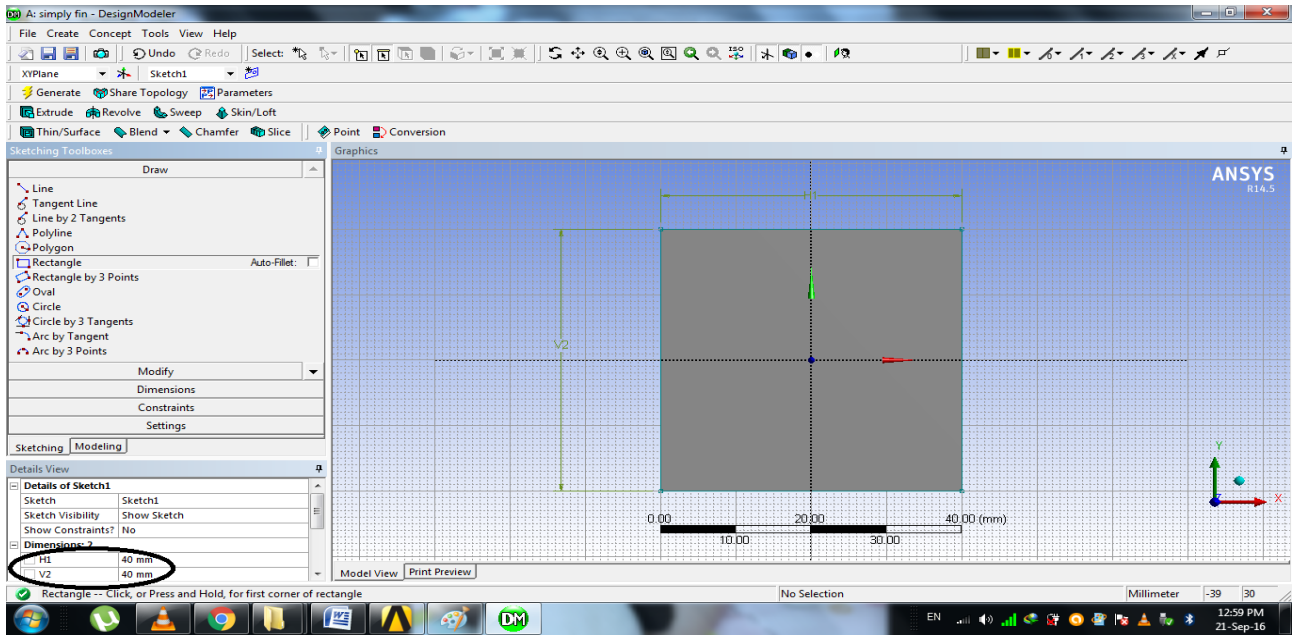 A: simply fin - DesignModeler
File Create Concept Tools View Help
Undo Redo Select: ISO
XYPlane Sketch1
Generate Share Topology Parameters
Extrude Revolve Sweep Skin/Loft
Thin/Surface Blend Chamfer Slice Point Conversion
Sketching Toolboxes
Draw
Line
Tangent Line
Line by 2 Tangents
Polyline
Polygon
Rectangle Auto-Fillet:
Rectangle by 3 Points
Oval
Circle
Circle by 3 Tangents
Arc by Tangent
Arc by 3 Points
Modify
Dimensions
Constraints
Settings
Sketching Modeling
Details View
Details of Sketch1
Sketch Sketch1
Sketch Visibility Show Sketch
Show Constraints? No
Dimensions: 2
H1 40 mm
V2 40 mm
Graphics
ANSYS
R14.5
H1
V2
Y
X
Z
0.00 20.00 40.00 (mm)
10.00 30.00
Model View Print Preview
Rectangle -- Click, or Press and Hold, for first corner of rectangle No Selection Millimeter -39 30
DM EN 12:59 PM
21-Sep-16